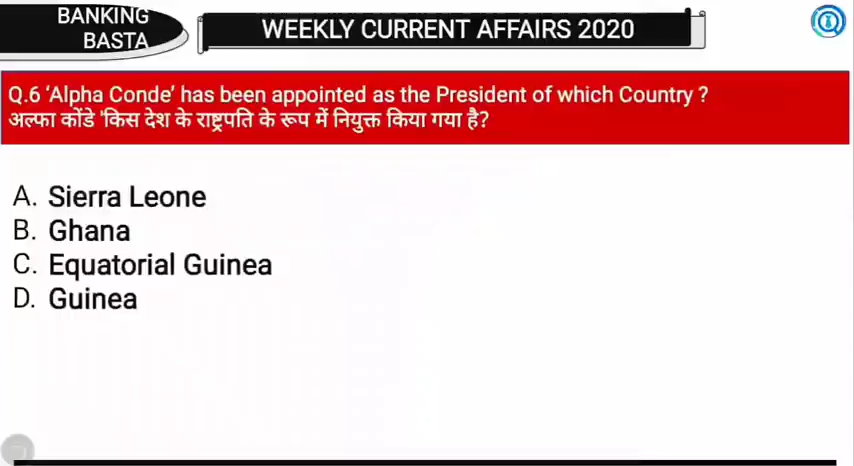 BANKING
BASTA
WEEKLY CURRENT AFFAIRS 2020
Q.6 ‘Alpha Conde’ has been appointed as the President of which Country ?
अल्फा कोंडे 'किस देश के राष्ट्रपति के रूप में नियुक्त किया गया है?
A. Sierra Leone
B. Ghana
C. Equatorial Guinea
D. Guinea